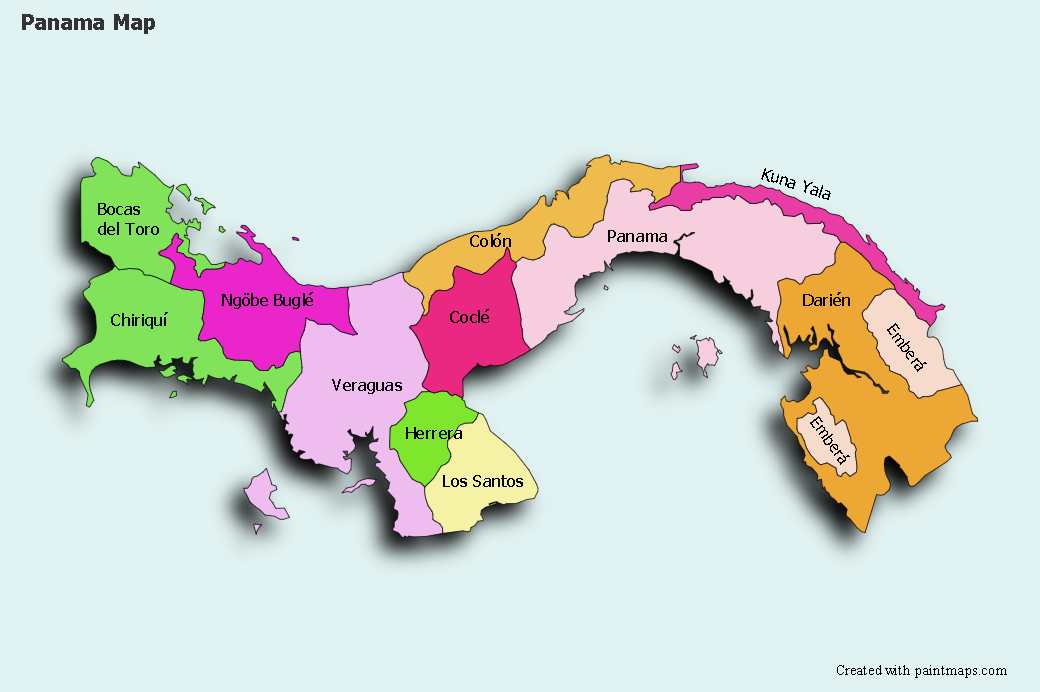 Panama Map
Kuna Yala
Bocas
del Toro
Colón
Panama
Ngöbe Buglé
Darién
Chiriquí
Coclé
Emberá
Veraguas
Herrera
Emberá
Los Santos
Created with paintmaps.com